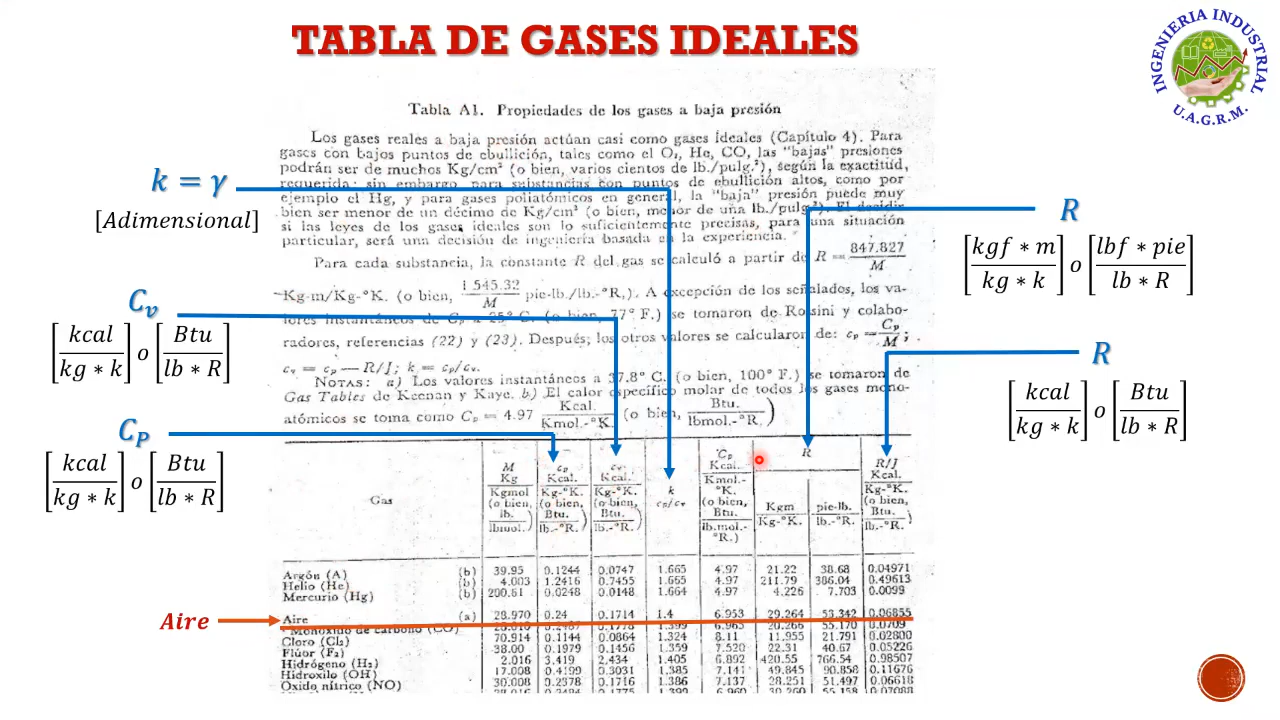 TABLA DE GASES IDEALES
INGENIERIA INDUSTRIAL
U.A.G.R.M.
Tabla A1. Propiedades de los gases a baja presión
Los gases reales a baja presión actúan casi como gases ideales (Capítulo 4). Para
gases con bajos puntos de ebullición, tales como el O₂, He, CO, las "bajas" presiones
podrán ser de muchos Kg/cm² (o bien, varios cientos de lb./pulg.²), según la exactitud,
requerida; sin embargo para substancias con puntos de ebullición altos, como por
ejemplo el Hg, y para gases poliatómicos en general, la "baja" presión puede muy
bien ser menor de un décimo de Kg/cm² (o bien, menor de una lb./pulg²). El decidir
si las leyes de los gases ideales son lo suficientemente precisas, para una situación
particular, será una decisión de ingeniería basada en la experiencia.
Para cada substancia, la constante R del gas se calculó a partir de R = 847.827 / M
Kg-m/Kg-°K. (o bien, 1 545.32 / M pie-lb./lb.-°R,). A excepción de los señalados, los va-
lores instantáneos de Cp a 25° C. (o bien, 77° F.) se tomaron de Rossini y colabo-
radores, referencias (22) y (23). Después; los otros valores se calcularon de: cp = Cp / M ;
cv = cp — R/J; k = cp/cv.
NOTAS: a) Los valores instantáneos a 37.8° C. (o bien, 100° F.) se tomaron de
Gas Tables de Keenan y Kaye. b.) El calor específico molar de todos los gases mono-
atómicos se toma como Cp = 4.97 Kcal. / Kmol.-°K. (o bien, Btu. / lbmol.-°R.)
k = γ
[Adimensional]
Cv
[kcal / kg * k] o [Btu / lb * R]
CP
[kcal / kg * k] o [Btu / lb * R]
R
[kgf * m / kg * k] o [lbf * pie / lb * R]
R
[kcal / kg * k] o [Btu / lb * R]
Gas
M Kg / Kgmol (o bien, lb. / lbmol.)
cp Kcal. / Kg-°K. (o bien, Btu. / lb.-°R.)
cv Kcal. / Kg-°K. (o bien, Btu. / lb.-°R.)
k cp/cv
Cp Kcal. / Kmol.-°K. (o bien, Btu. / lb.mol.-°R.)
R
Kgm / Kg-°K.
pie-lb. / lb.-°R.
R/J Kcal. / Kg-°K. (o bien, Btu. / lb.-°R.)
Argón (A) (b) 39.95 0.1244 0.0747 1.665 4.97 21.22 38.68 0.04971
Helio (He) (b) 4.003 1.2416 0.7455 1.665 4.97 211.79 386.04 0.49613
Mercurio (Hg) (b) 200.61 0.0248 0.0148 1.664 4.97 4.226 7.703 0.0099
Aire
Aire (a) 28.970 0.24 0.1714 1.4 6.953 29.264 53.342 0.06855
Monóxido de carbono (CO) 1.399 6.965 55.170 0.0709
Cloro (Cl₂) 70.914 0.1144 0.0864 1.324 8.11 11.955 21.791 0.02800
Flúor (F₂) 38.00 0.1979 0.1456 1.359 7.520 22.31 40.67 0.05226
Hidrógeno (H₂) 2.016 3.419 2.434 1.405 6.892 420.55 766.54 0.98507
Hidroxilo (OH) 17.008 0.4199 0.3031 1.385 7.141 49.845 90.858 0.11676
Oxido nítrico (NO) 30.008 0.2378 0.1716 1.386 7.137 28.251 51.497 0.06618